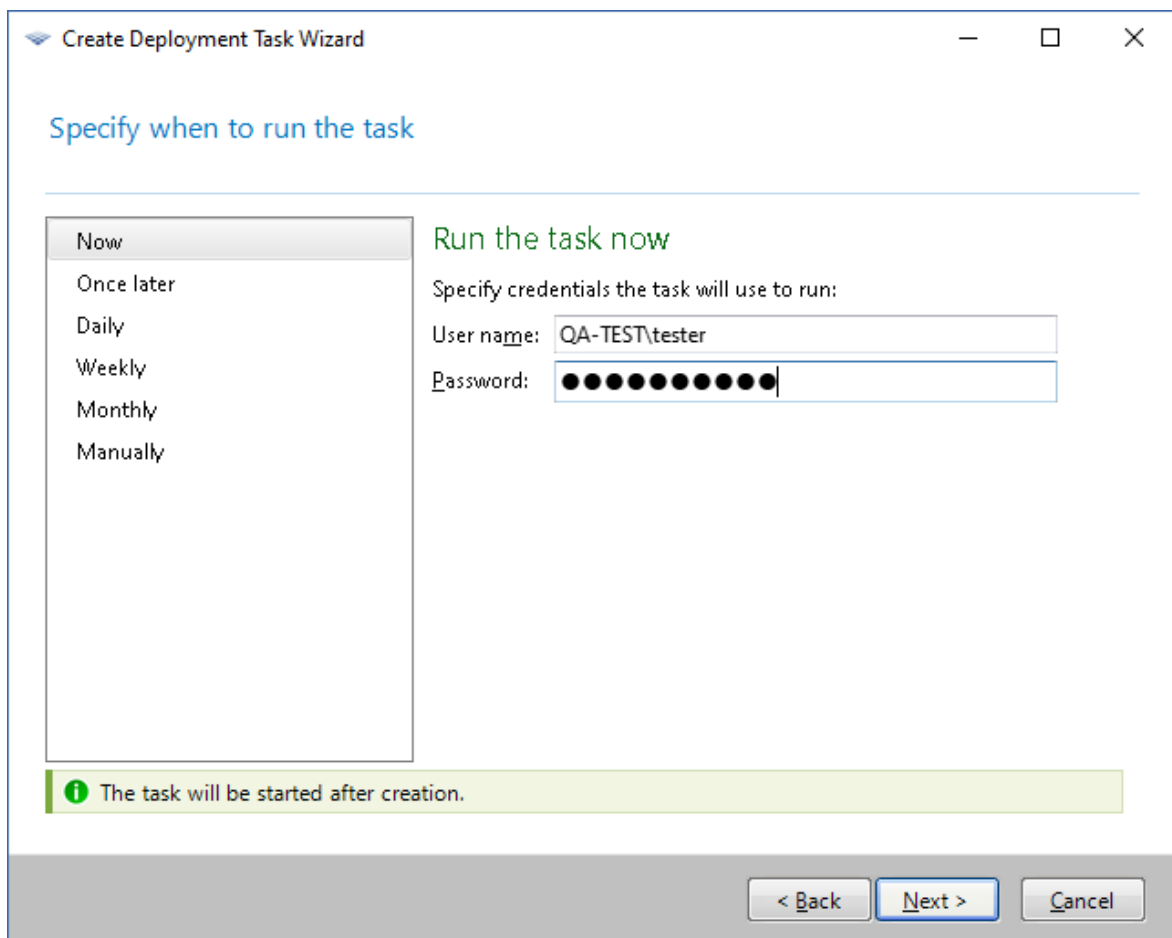 Create Deployment Task Wizard
Specify when to run the task
Now
Once later
Daily
Weekly
Monthly
Manually
Run the task now
Specify credentials the task will use to run:
User name: QA-TEST\tester
Password: ●●●●●●●●●●
The task will be started after creation.
< Back Next > Cancel